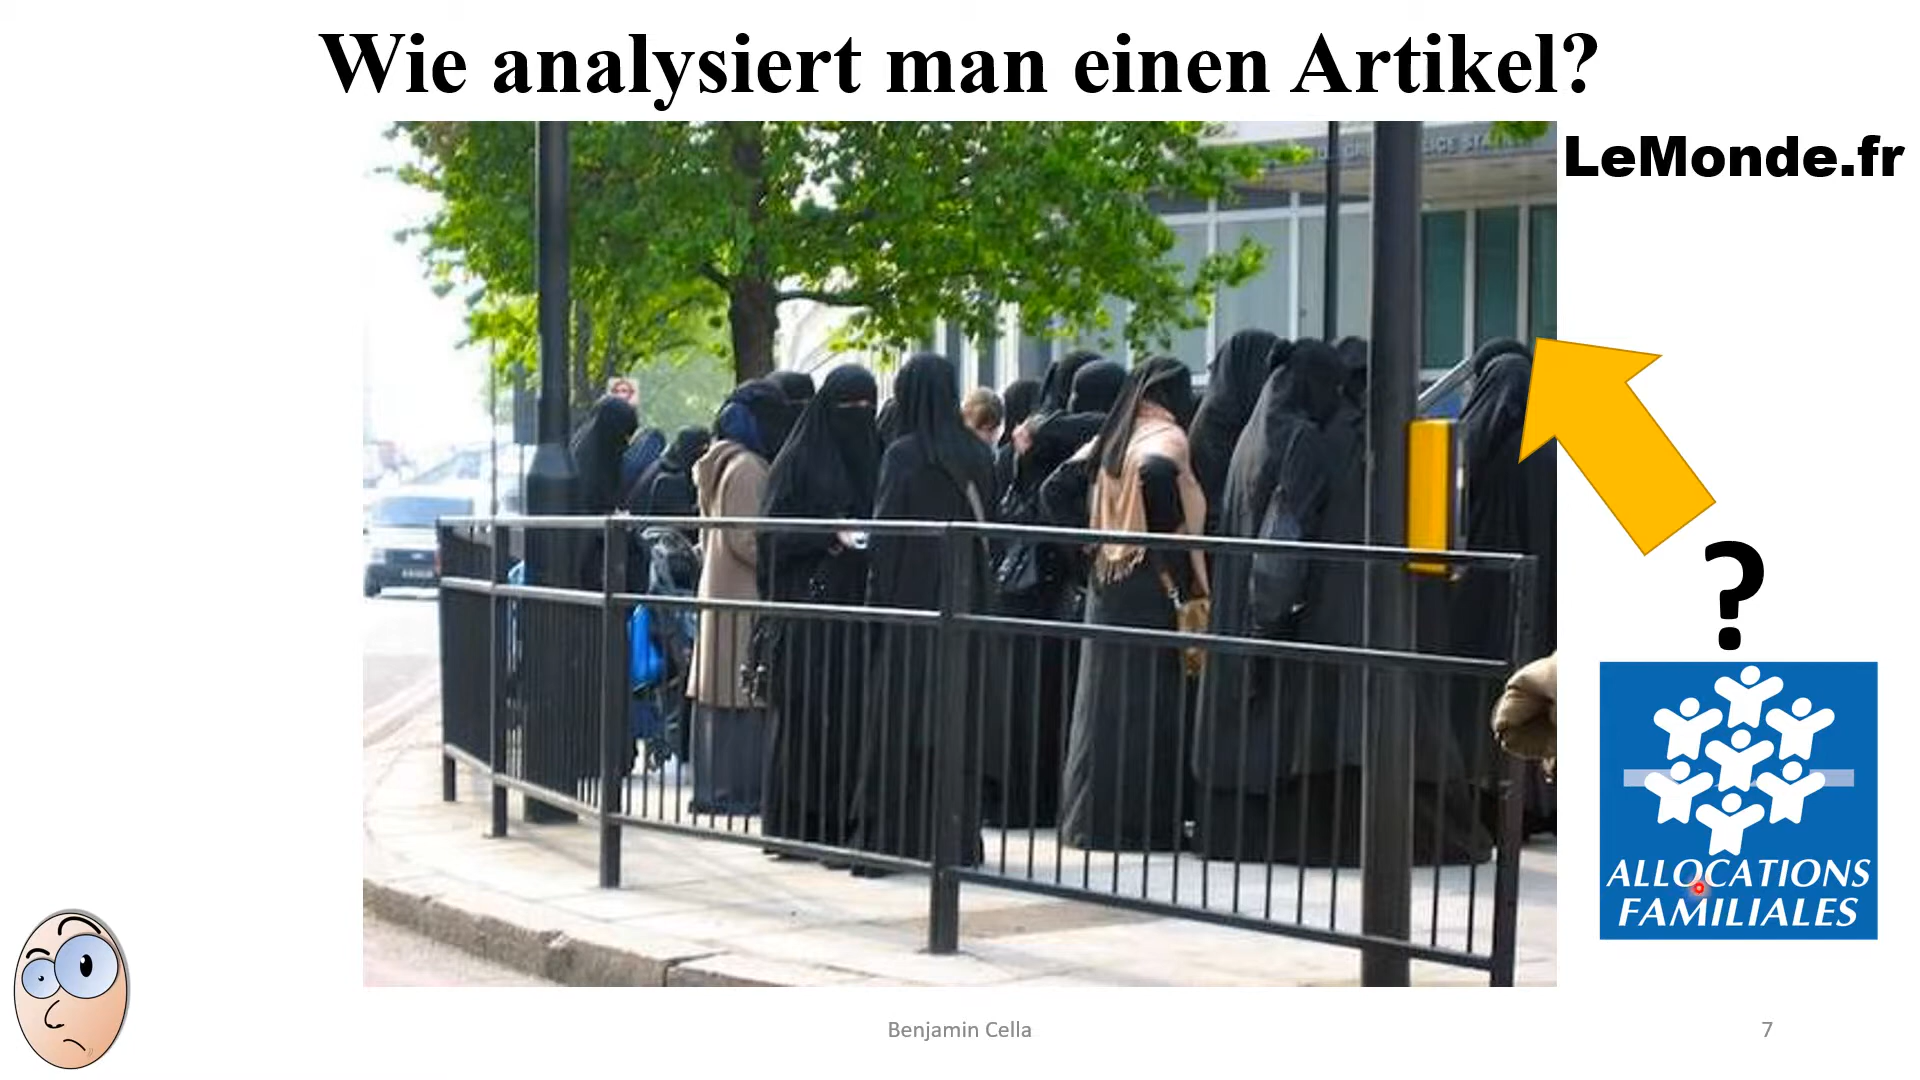 Wie analysiert man einen Artikel?
LeMonde.fr
?
ALLOCATIONS
FAMILIALES
Benjamin Cella
7